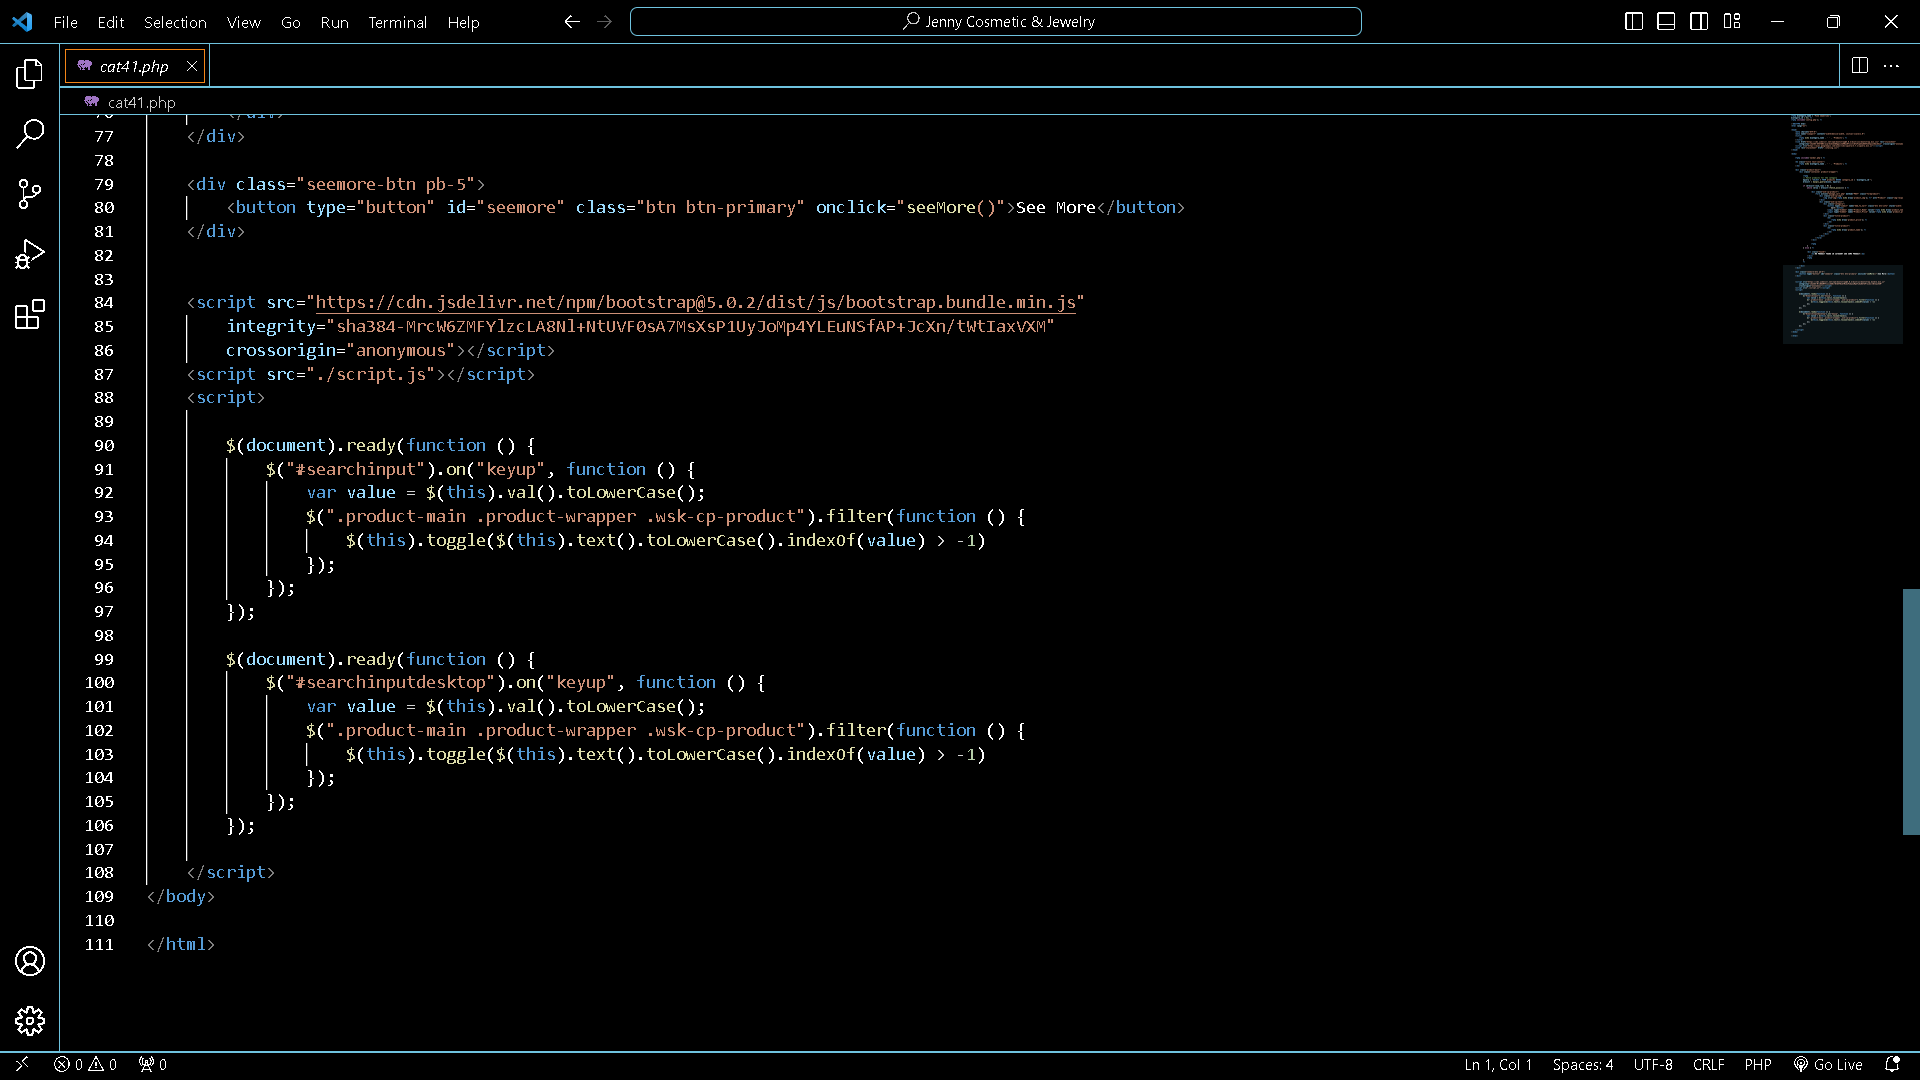 File Edit Selection View Go Run Terminal Help
Jenny Cosmetic & Jewelry
cat41.php
cat41.php
76 </div>
77 </div>
78
79 <div class="seemore-btn pb-5">
80 <button type="button" id="seemore" class="btn btn-primary" onclick="seeMore()">See More</button>
81 </div>
82
83
84 <script src="https://cdn.jsdelivr.net/npm/bootstrap@5.0.2/dist/js/bootstrap.bundle.min.js"
85 integrity="sha384-MrcW6ZMFYlzcLA8Nl+NtUVF0sA7MsXsP1UyJoMp4YLEuNSfAP+JcXn/tWtIaxVXM"
86 crossorigin="anonymous"></script>
87 <script src="./script.js"></script>
88 <script>
89
90 $(document).ready(function () {
91 $("#searchinput").on("keyup", function () {
92 var value = $(this).val().toLowerCase();
93 $(".product-main .product-wrapper .wsk-cp-product").filter(function () {
94 $(this).toggle($(this).text().toLowerCase().indexOf(value) > -1)
95 });
96 });
97 });
98
99 $(document).ready(function () {
100 $("#searchinputdesktop").on("keyup", function () {
101 var value = $(this).val().toLowerCase();
102 $(".product-main .product-wrapper .wsk-cp-product").filter(function () {
103 $(this).toggle($(this).text().toLowerCase().indexOf(value) > -1)
104 });
105 });
106 });
107
108 </script>
109 </body>
110
111 </html>
0 0 0
Ln 1, Col 1 Spaces: 4 UTF-8 CRLF PHP Go Live